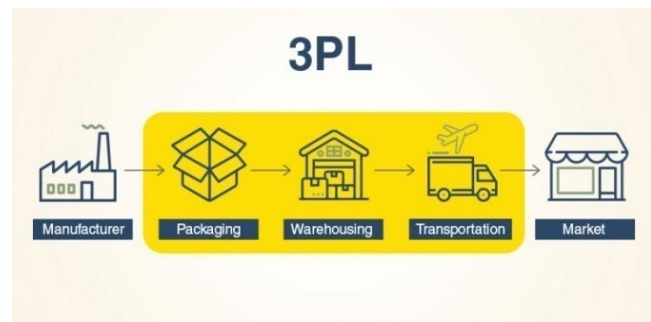 3PL
Manufacturer
Packaging
Warehousing
Transportation
Market